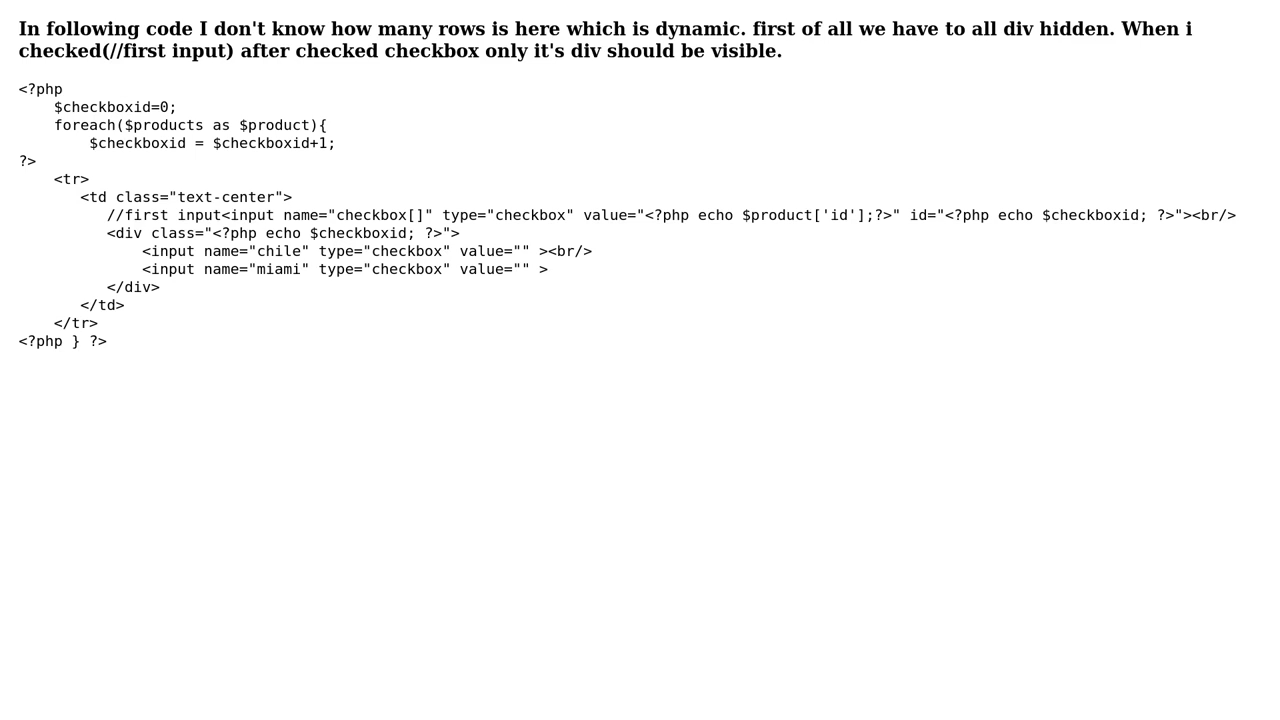 In following code I don't know how many rows is here which is dynamic. first of all we have to all div hidden. When i
checked(//first input) after checked checkbox only it's div should be visible.
<?php
    $checkboxid=0;
    foreach($products as $product){
        $checkboxid = $checkboxid+1;
?>
    <tr>
       <td class="text-center">
          //first input<input name="checkbox[]" type="checkbox" value="<?php echo $product['id'];?>" id="<?php echo $checkboxid; ?>"><br/>
          <div class="<?php echo $checkboxid; ?>">
              <input name="chile" type="checkbox" value="" ><br/>
              <input name="miami" type="checkbox" value="" >
          </div>
       </td>
    </tr>
<?php } ?>